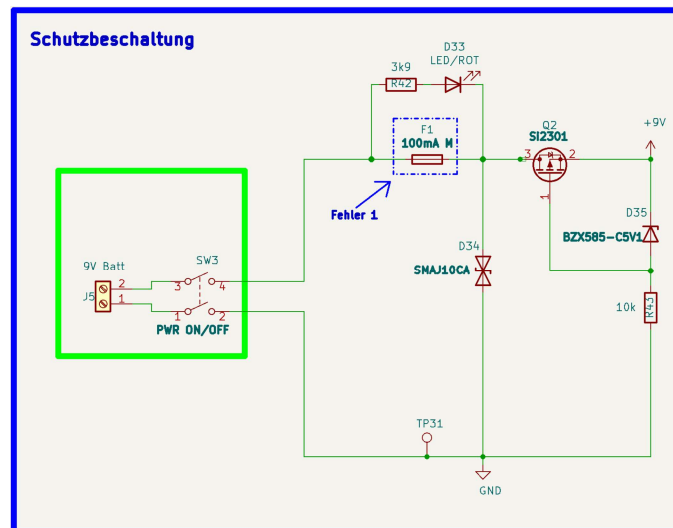 Schutzbeschaltung
D33
LED/ROT
3k9
R42
F1
100mA M
Fehler 1
Q2
SI2301
3
2
1
+9V
D35
BZX585-C5V1
D34
SMAJ10CA
10k
R43
9V Batt
J5
2
1
SW3
3
4
1
2
PWR ON/OFF
TP31
GND